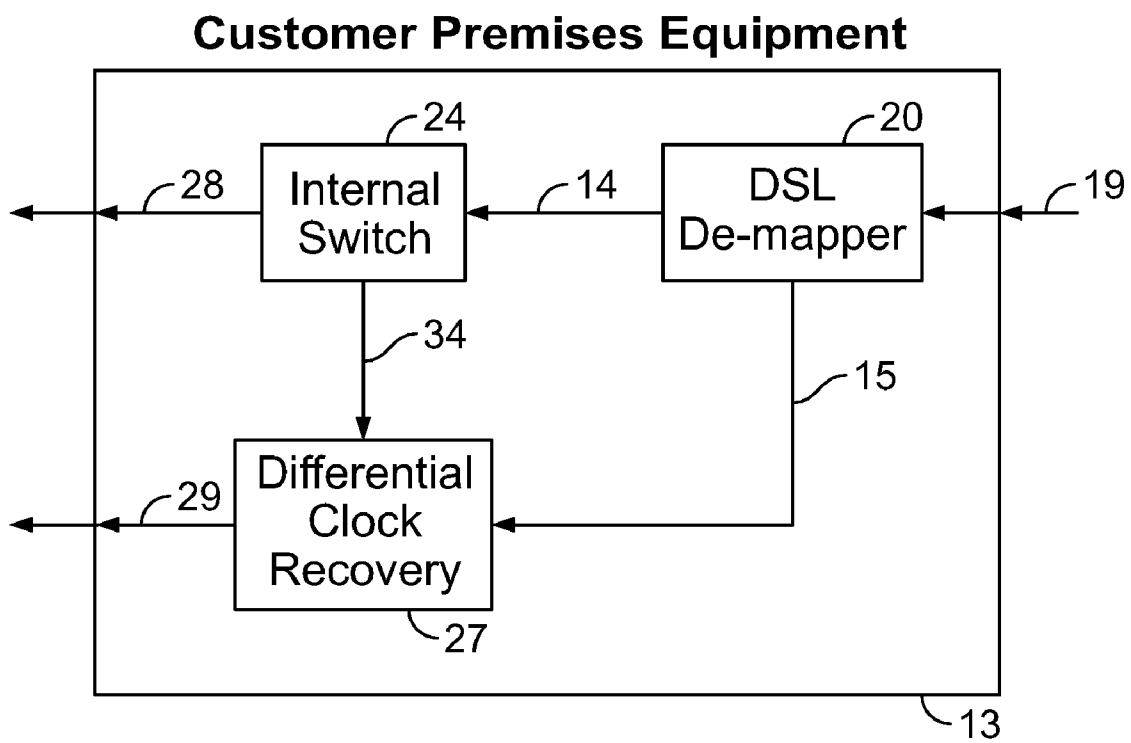 Customer Premises Equipment
24
20
28
Internal
Switch
14
DSL
De-mapper
19
34
15
29
Differential
Clock
Recovery
27
13